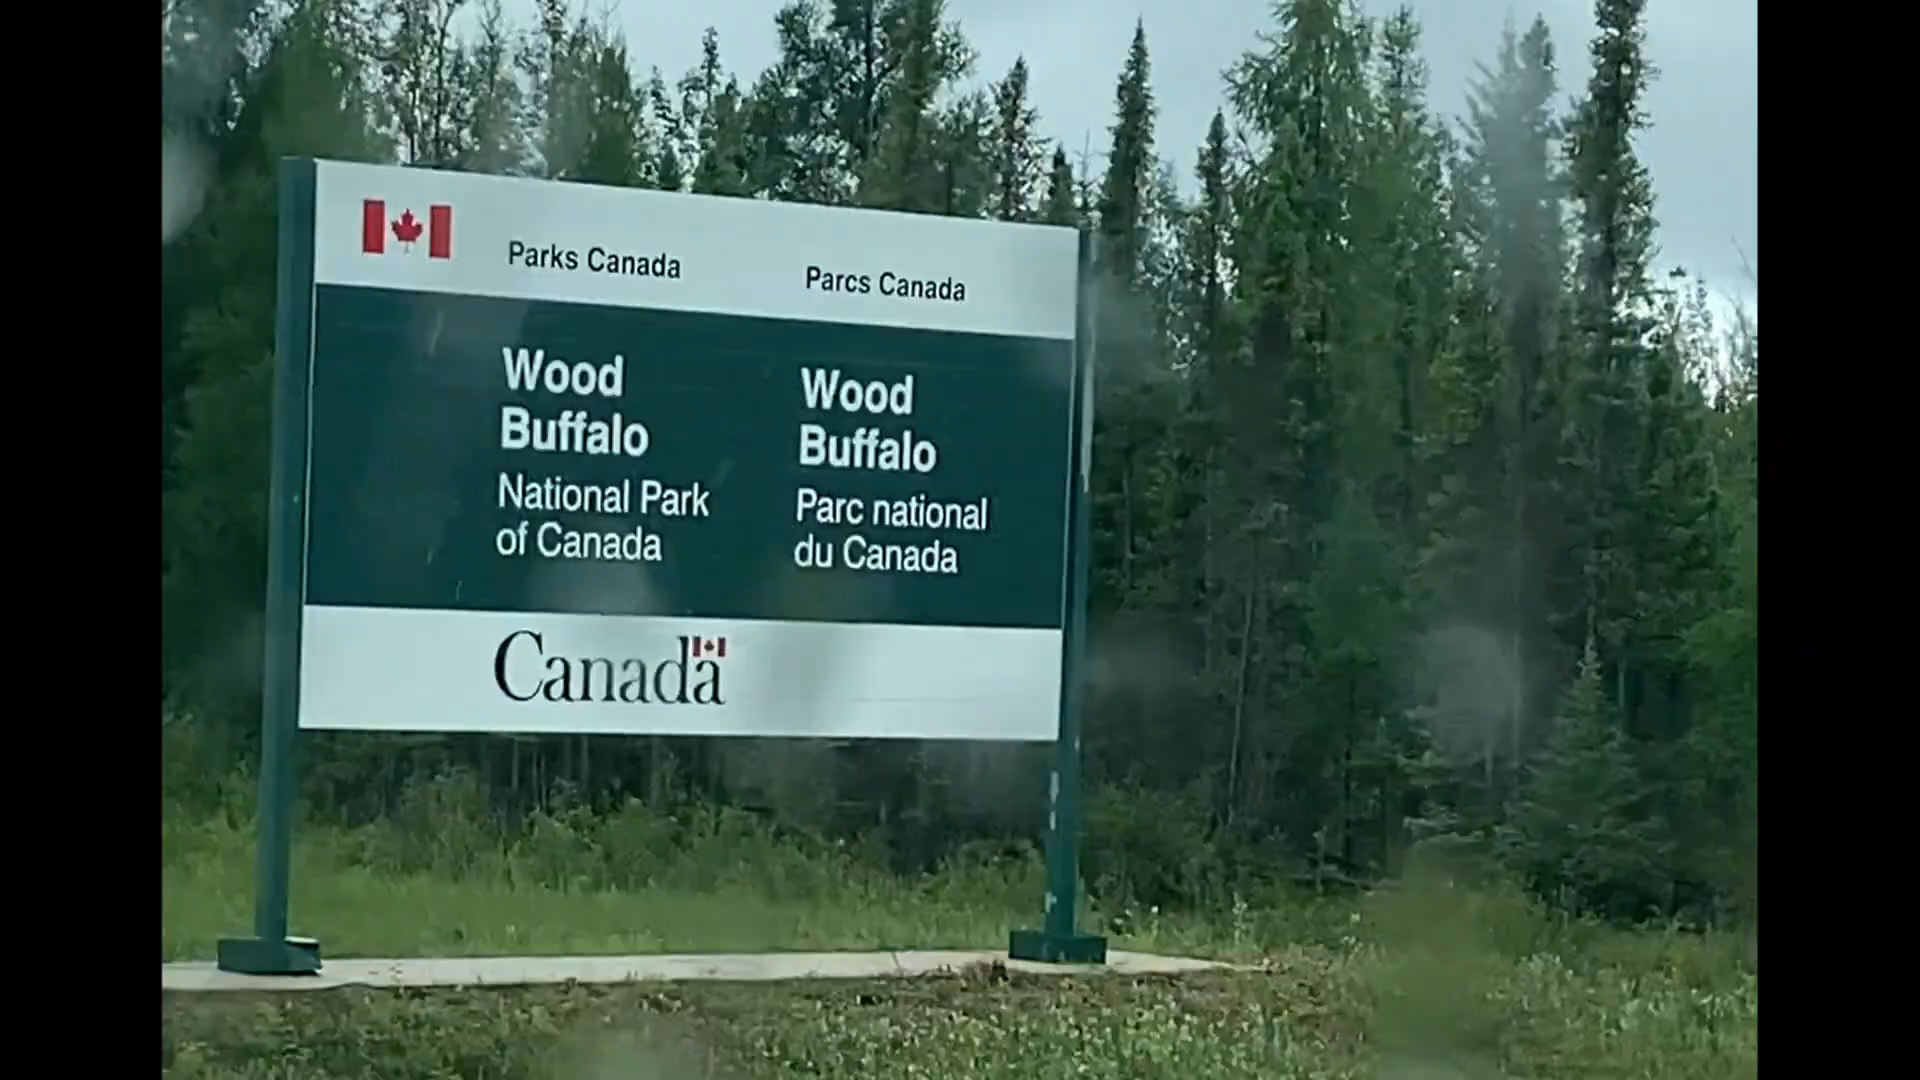 Parks Canada
Parcs Canada
Wood
Buffalo
National Park
of Canada
Wood
Buffalo
Parc national
du Canada
Canada